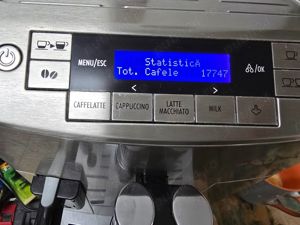 MENU/ESC
StatisticA
Tot. Cafele 17747
/OK
< >
CAFFELATTE
CAPPUCCINO
LATTE
MACCHIATO
MILK